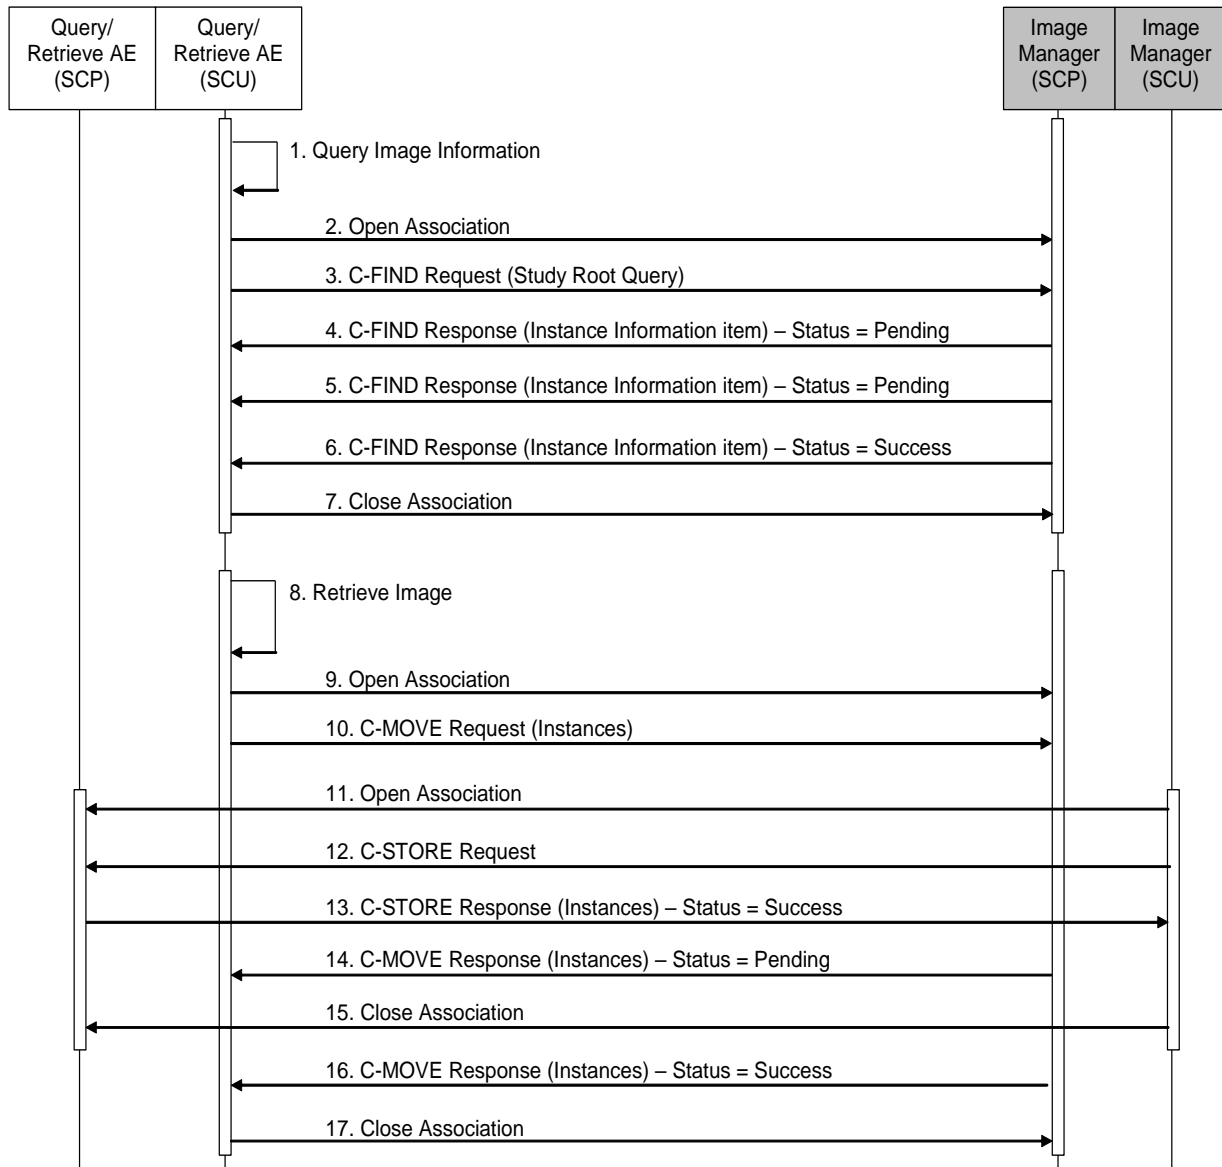 Query/
Retrieve AE
(SCP)
Query/
Retrieve AE
(SCU)
Image
Manager
(SCP)
Image
Manager
(SCU)
1. Query Image Information
2. Open Association
3. C-FIND Request (Study Root Query)
4. C-FIND Response (Instance Information item) – Status = Pending
5. C-FIND Response (Instance Information item) – Status = Pending
6. C-FIND Response (Instance Information item) – Status = Success
7. Close Association
8. Retrieve Image
9. Open Association
10. C-MOVE Request (Instances)
11. Open Association
12. C-STORE Request
13. C-STORE Response (Instances) – Status = Success
14. C-MOVE Response (Instances) – Status = Pending
15. Close Association
16. C-MOVE Response (Instances) – Status = Success
17. Close Association